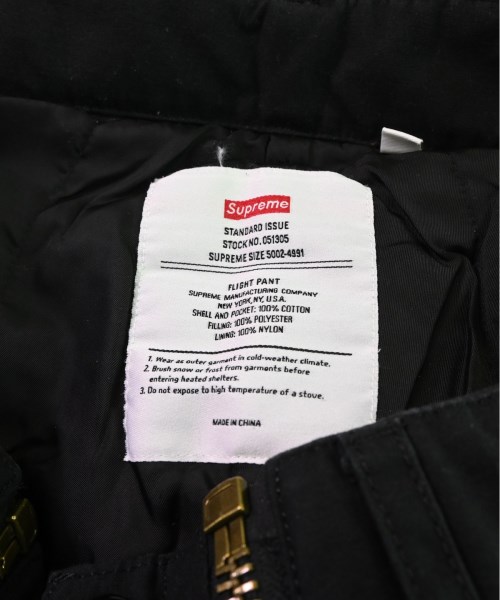 Supreme
STANDARD ISSUE
STOCK NO. 051305
SUPREME SIZE 5002-4991
FLIGHT PANT
SUPREME MANUFACTURING COMPANY
NEW YORK, NY, U.S.A.
SHELL AND POCKET: 100% COTTON
FILLING: 100% POLYESTER
LINING: 100% NYLON
1. Wear as outer garment in cold-weather climate.
2. Brush snow or frost from garments before
entering heated shelters.
3. Do not expose to high temperature of a stove.
MADE IN CHINA